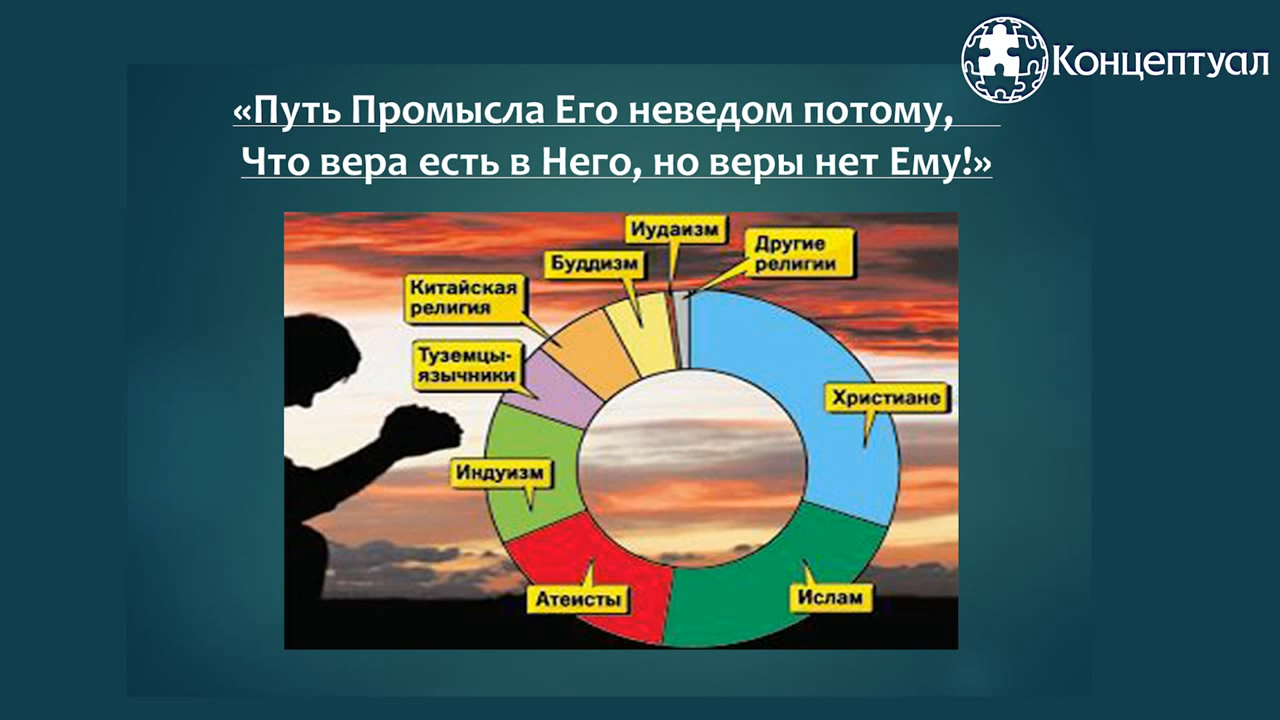 Концептуал
«Путь Промысла Его неведом потому,
Что вера есть в Него, но веры нет Ему!»
Иудаизм
Другие
религии
Буддизм
Китайская
религия
Туземцы-
язычники
Христиане
Индуизм
Атеисты
Ислам